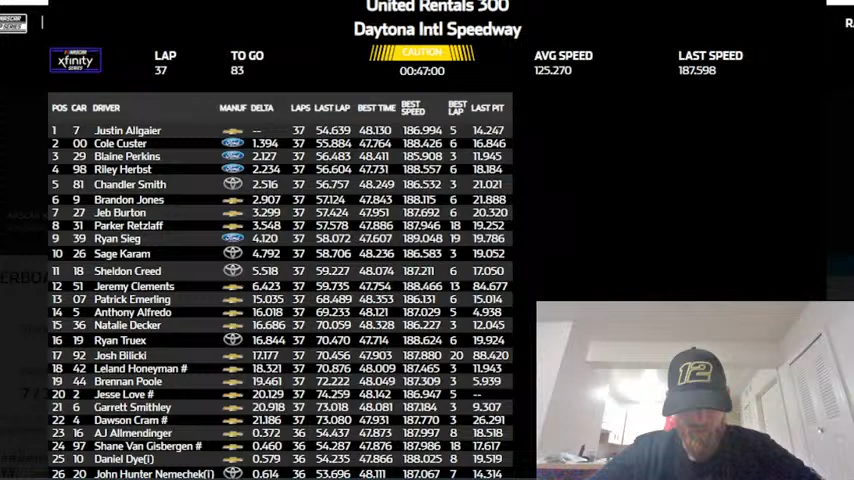 United Rentals 300
Daytona Intl Speedway
NASCAR
xfinity
SERIES
LAP TO GO CAUTION AVG SPEED LAST SPEED
37 83 00:47:00 125.270 187.598
POS CAR DRIVER MANUF DELTA LAPS LAST LAP BEST TIME BEST SPEED BEST LAP LAST PIT
1 7 Justin Allgaier -- 37 54.639 48.130 186.994 5 14.247
2 00 Cole Custer Ford 1.394 37 55.884 47.764 188.426 6 16.846
3 29 Blaine Perkins Ford 2.127 37 56.483 48.411 185.908 3 11.945
4 98 Riley Herbst Ford 2.234 37 56.604 47.731 188.557 6 18.184
5 81 Chandler Smith 2.516 37 56.757 48.249 186.532 3 21.021
6 9 Brandon Jones 2.907 37 57.124 47.843 188.115 6 21.888
7 27 Jeb Burton 3.299 37 57.424 47.951 187.692 6 20.320
8 31 Parker Retzlaff 3.548 37 57.578 47.886 187.946 18 19.252
9 39 Ryan Sieg Ford 4.120 37 58.072 47.607 189.048 19 19.786
10 26 Sage Karam 4.792 37 58.706 48.236 186.583 3 19.052
11 18 Sheldon Creed 5.518 37 59.227 48.074 187.211 6 17.050
12 51 Jeremy Clements 6.423 37 59.735 47.754 188.466 13 84.677
13 07 Patrick Emerling 15.035 37 68.489 48.353 186.131 6 15.014
14 5 Anthony Alfredo 16.018 37 69.233 48.121 187.029 5 4.938
15 36 Natalie Decker 16.686 37 70.059 48.328 186.227 3 12.045
16 19 Ryan Truex 16.844 37 70.470 47.714 188.624 6 19.924
17 92 Josh Bilicki 17.177 37 70.456 47.903 187.880 20 88.420
18 42 Leland Honeyman # 18.321 37 70.876 48.009 187.465 3 11.943
19 44 Brennan Poole 19.461 37 72.222 48.049 187.309 3 5.939
20 2 Jesse Love # 20.129 37 74.259 48.142 186.947 5 --
21 6 Garrett Smithley 20.918 37 73.018 48.081 187.184 3 9.307
22 4 Dawson Cram # 21.186 37 73.080 47.931 187.770 3 26.291
23 16 AJ Allmendinger 0.372 36 54.437 47.873 187.997 8 18.518
24 97 Shane Van Gisbergen # 0.460 36 54.287 47.876 187.986 18 17.617
25 10 Daniel Dye(i) 0.579 36 54.235 47.866 188.025 8 19.519
26 20 John Hunter Nemechek(i) 0.614 36 53.696 48.111 187.067 5 14.314
12